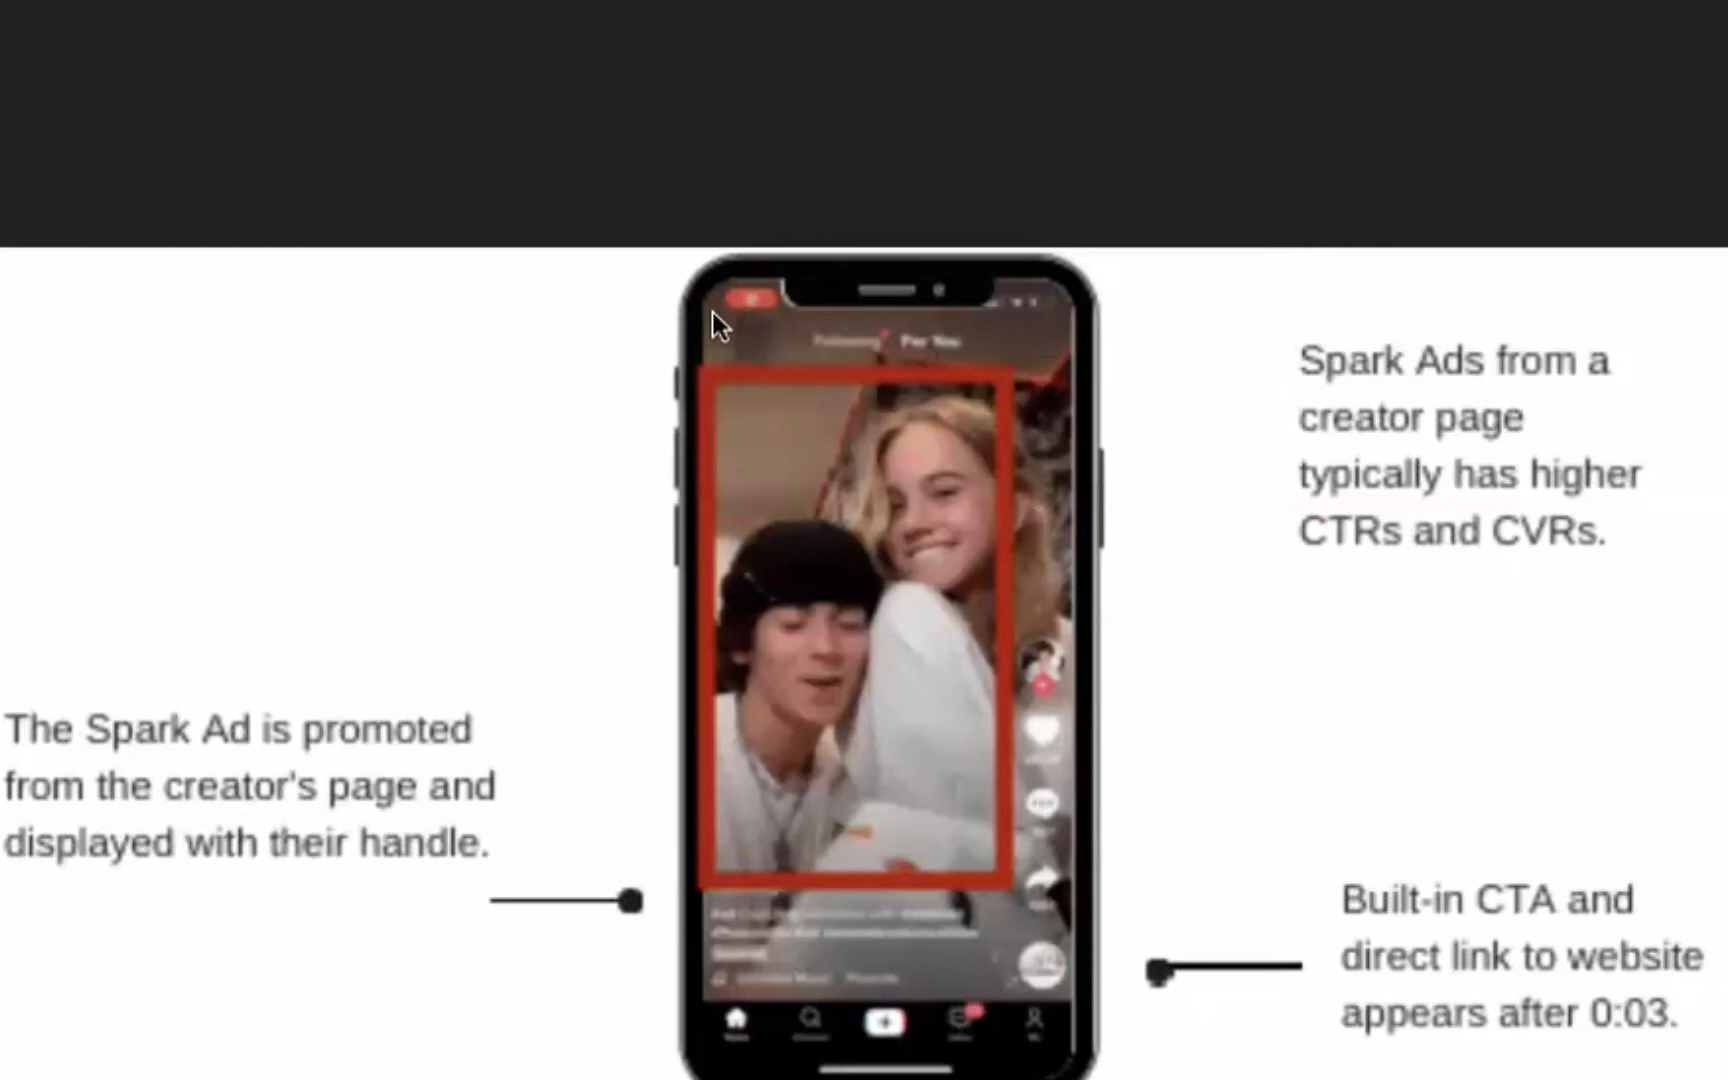 Following For You
Spark Ads from a
creator page
typically has higher
CTRs and CVRs.
The Spark Ad is promoted
from the creator's page and
displayed with their handle.
Built-in CTA and
direct link to website
appears after 0:03.